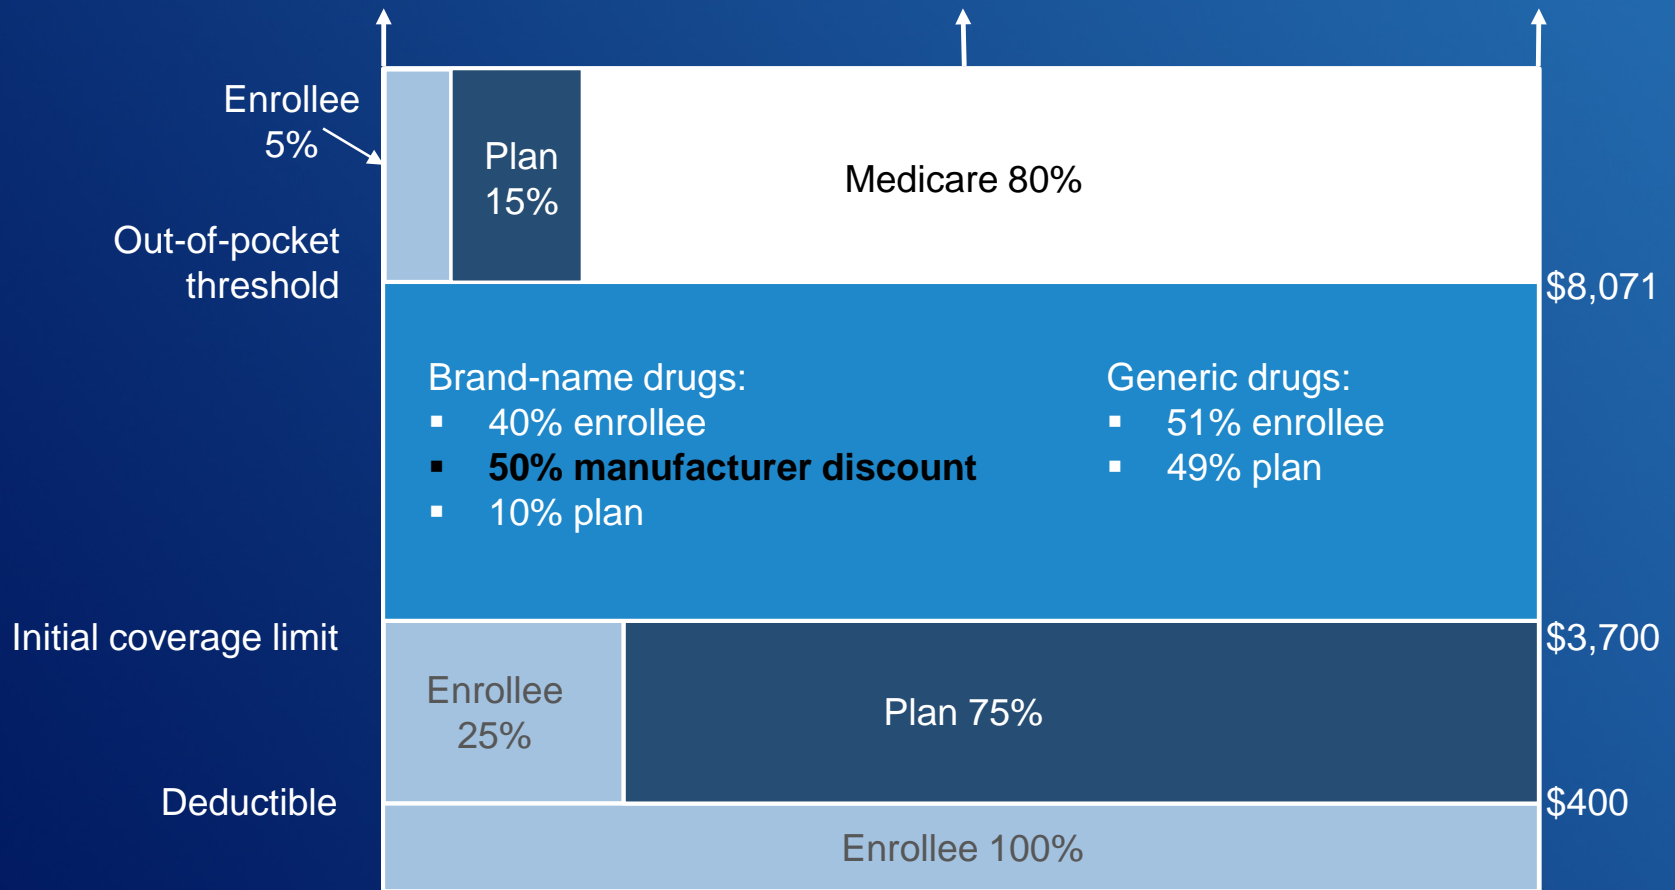 Enrollee
5%
Plan
15%
Medicare 80%
Out-of-pocket
threshold
$8,071
Brand-name drugs:
▪ 40% enrollee
▪ 50% manufacturer discount
▪ 10% plan
Generic drugs:
▪ 51% enrollee
▪ 49% plan
Initial coverage limit
$3,700
Enrollee
25%
Plan 75%
Deductible
$400
Enrollee 100%